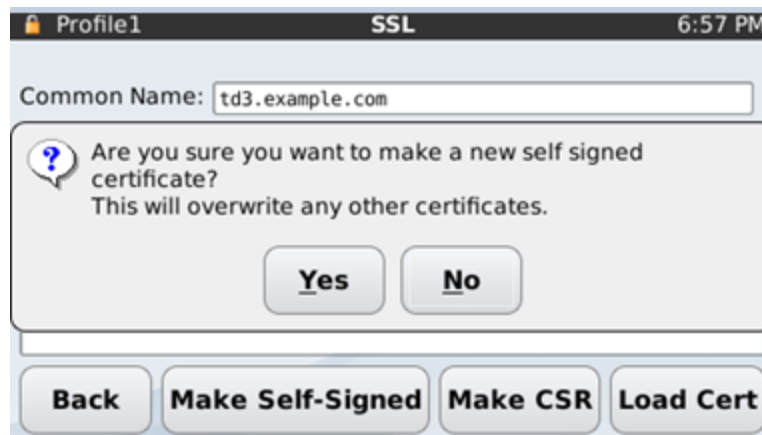 Profile1 SSL 6:57 PM
Common Name: td3.example.com
?
Are you sure you want to make a new self signed
certificate?
This will overwrite any other certificates.
Yes No
Back Make Self-Signed Make CSR Load Cert